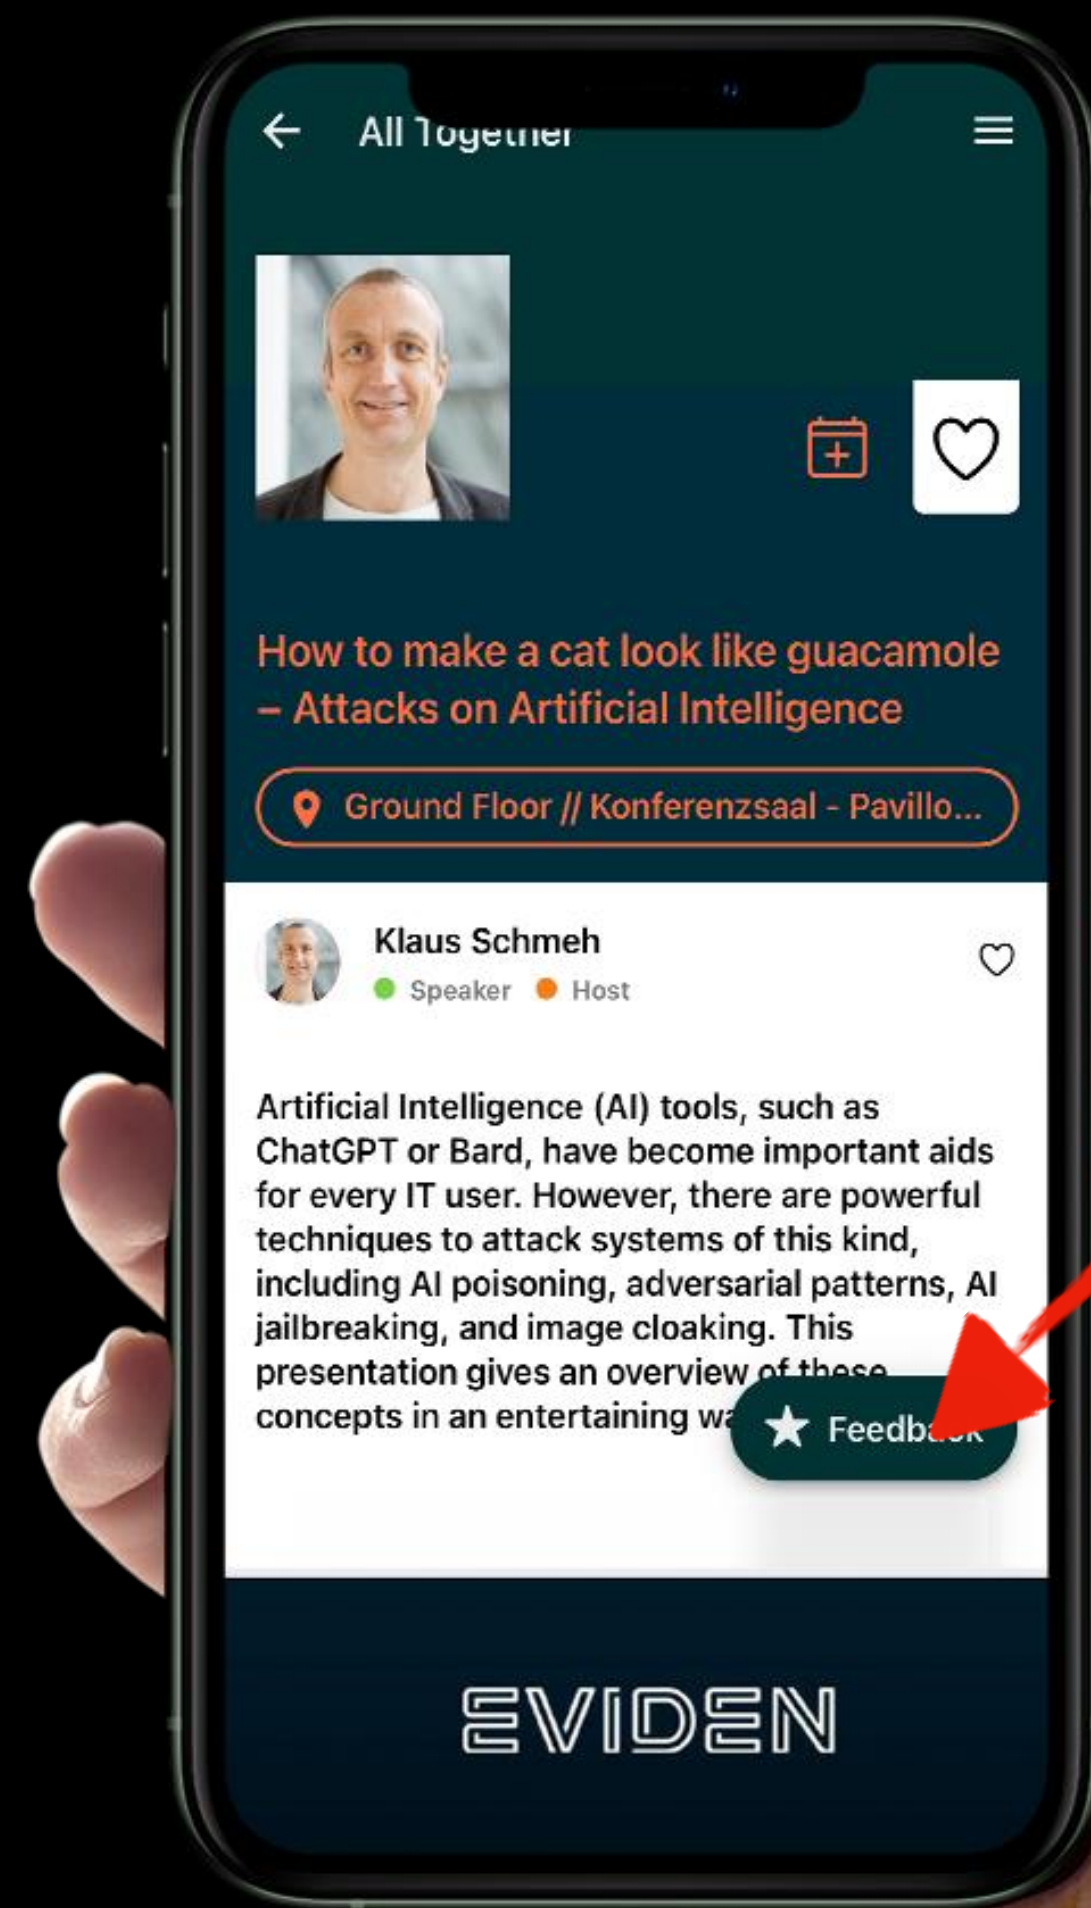 All Together
How to make a cat look like guacamole
– Attacks on Artificial Intelligence
Ground Floor // Konferenzsaal - Pavillo...
Klaus Schmeh
Speaker Host
Artificial Intelligence (AI) tools, such as
ChatGPT or Bard, have become important aids
for every IT user. However, there are powerful
techniques to attack systems of this kind,
including AI poisoning, adversarial patterns, AI
jailbreaking, and image cloaking. This
presentation gives an overview of these
concepts in an entertaining
Feedback
EVIDEN